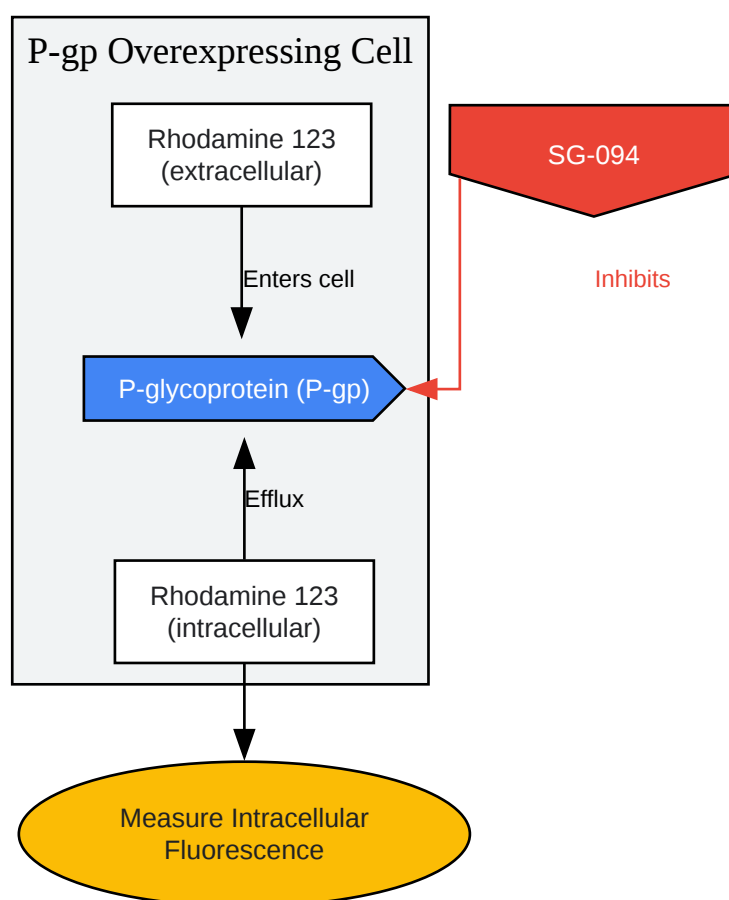 P-gp Overexpressing Cell
Rhodamine 123
(extracellular)
SG-094
Enters cell
Inhibits
P-glycoprotein (P-gp)
Efflux
Rhodamine 123
(intracellular)
Measure Intracellular
Fluorescence